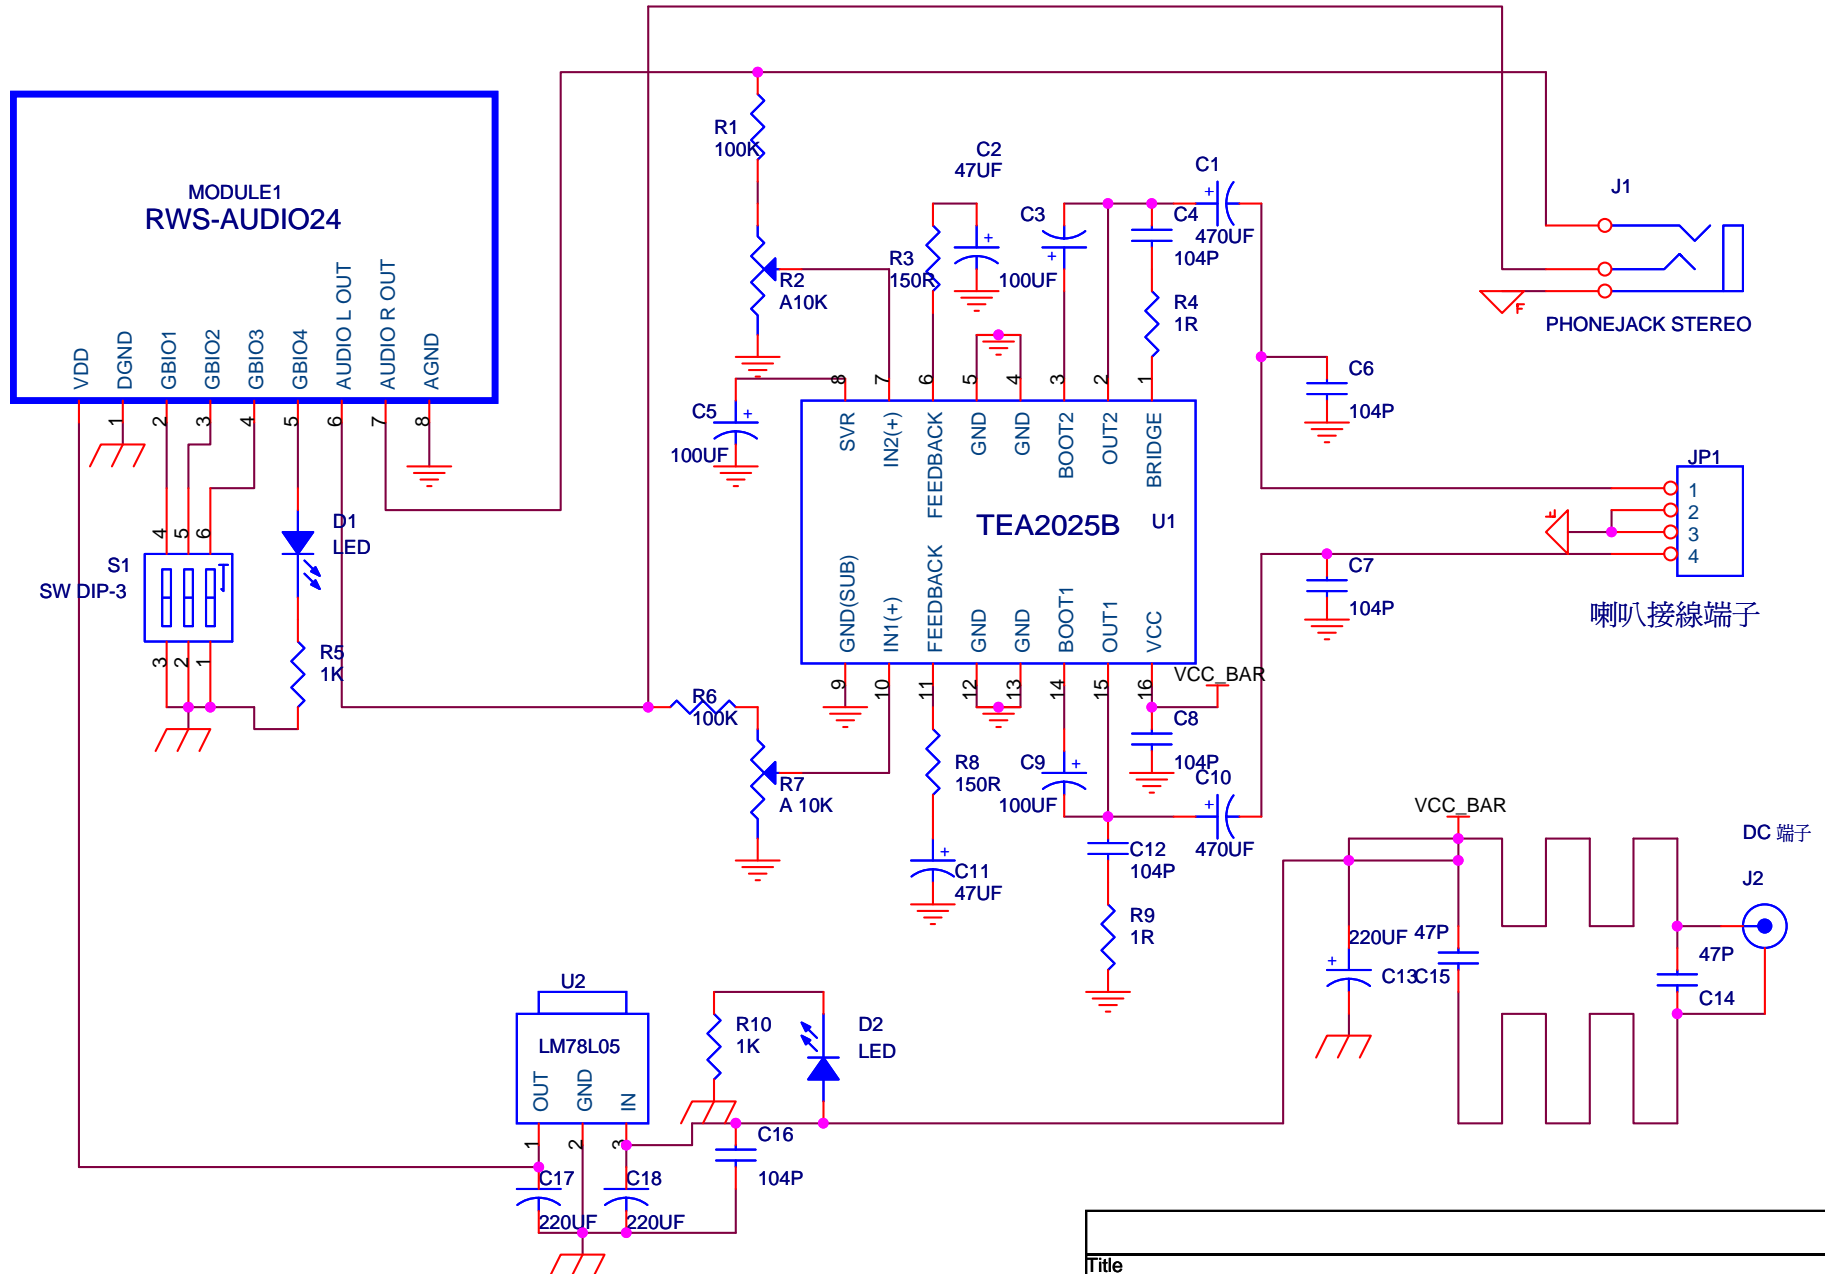 MODULE1
RWS-AUDIO24
VDD
DGND
GBIO1
GBIO2
GBIO3
GBIO4
AUDIO L OUT
AUDIO R OUT
AGND
1
2
3
4
5
6
7
8
S1
SW DIP-3
4
5
6
3
2
1
D1
LED
R5
1K
R1
100K
R2
A10K
C2
47UF
R3
150R
C3
100UF
C1
470UF
C4
104P
R4
1R
C5
100UF
8
7
6
5
4
3
2
1
SVR
IN2(+)
FEEDBACK
GND
GND
BOOT2
OUT2
BRIDGE
TEA2025B
U1
GND(SUB)
IN1(+)
FEEDBACK
GND
GND
BOOT1
OUT1
VCC
9
10
11
12
13
14
15
16
VCC_BAR
J1
F
PHONEJACK STEREO
C6
104P
JP1
1
2
3
4
F
C7
104P
喇叭接線端子
R6
100K
R7
A 10K
R8
150R
C11
47UF
C9
100UF
C8
104P
C10
470UF
C12
104P
R9
1R
VCC_BAR
DC 端子
J2
220UF
C13
47P
C15
47P
C14
U2
LM78L05
OUT
GND
IN
1
2
3
R10
1K
D2
LED
C16
104P
C17
220UF
C18
220UF
Title